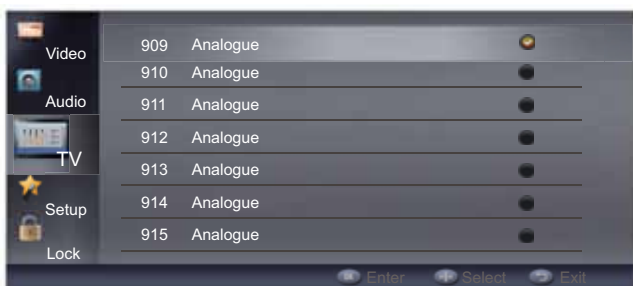 Video
Audio
TV
Setup
Lock
909 Analogue
910 Analogue
911 Analogue
912 Analogue
913 Analogue
914 Analogue
915 Analogue
Enter Select Exit